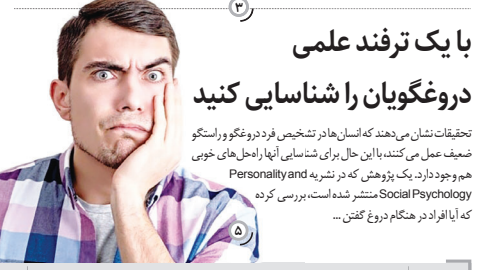 ۳
با یک ترفند علمی
دروغگویان را شناسایی کنید
تحقیقات نشان می‌دهند که انسان‌ها در تشخیص فرد دروغگو و راستگو
ضعیف عمل می‌کنند، با این حال برای شناسایی آنها راه‌حل‌های خوبی
هم وجود دارد. یک پژوهش که در نشریه Personality and
Social Psychology منتشر شده است، بررسی کرده
که آیا افراد در هنگام دروغ گفتن ...
۵